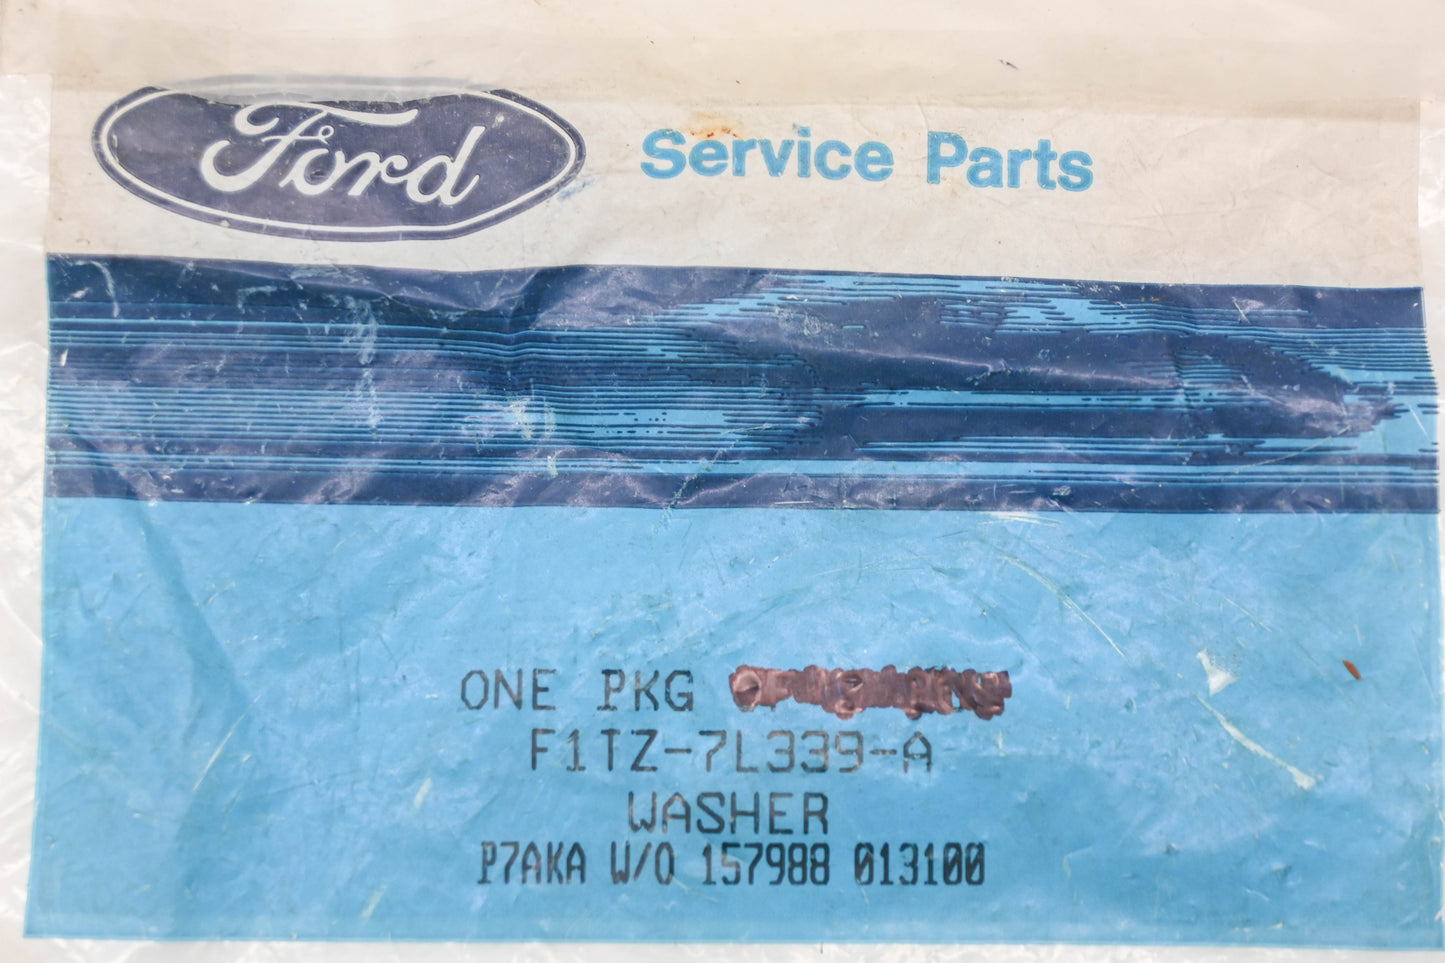 Ford Service Parts
ONE PKG
F1TZ-7L339-A
WASHER
P7AKA W/O 157988 013100